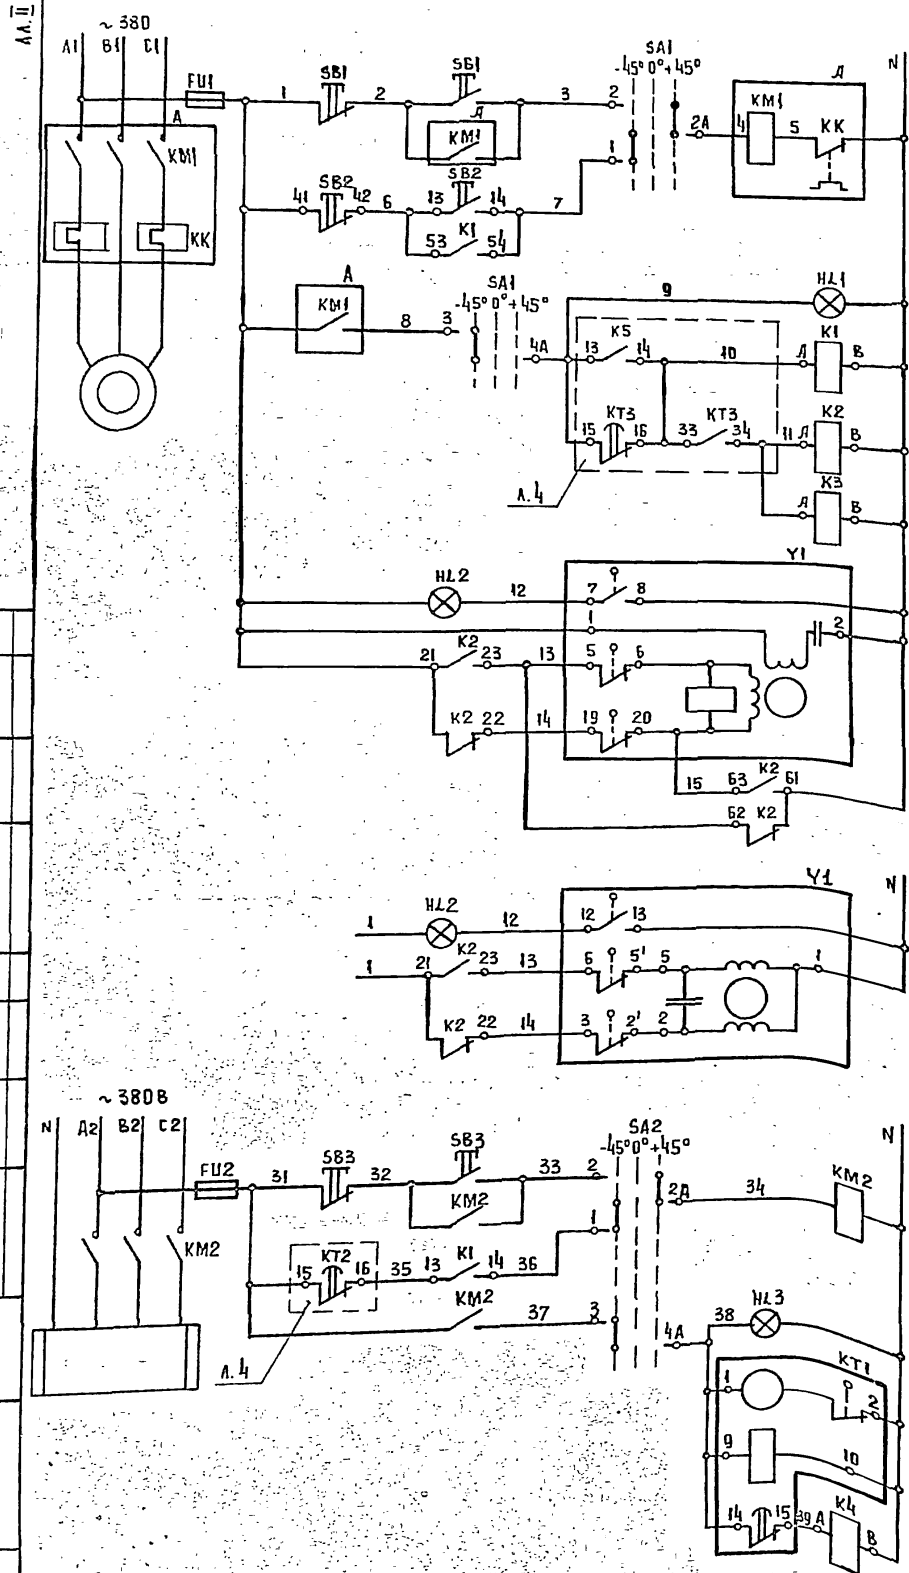 АЛ. II
~ 380
А1 В1 С1
FU1
N
SA1
-45° 0° +45°
SB1 SB1 А
1 2 3 2 КМ1
А КМ1 2А 4 5 КК
А
КМ1
SB2 SB2 1
41 42 6 13 14 7
КК
К1
53 54
А SA1 HL1
КМ1 -45° 0° +45° 9
8 3 К5 К1
4А 13 14 10 А В
КТ3 КТ3 К2
15 16 33 34 11 А В
К3
Л.4 А В
Y1
HL2 12 7 8
1 2
К2
21 23 13 5 6
К2 22 14 19 20
К2
15 63 61
62 К2
Y1 N
HL2
1 12 12 13
К2
1 21 23 13 6 5' 5 1
К2 22 14 3 2' 2
~ 380В
N А2 В2 С2
SA2 N
-45° 0° +45°
FU2 31 SB3 32 SB3 33 2 КМ2
2А 34
КМ2
КМ2 1
КТ2 К1
15 16 35 13 14 36
КМ2
37 3 HL3
38
Л.4 4А
КТ1
1 2
9 10
К4
14 15 39 А В